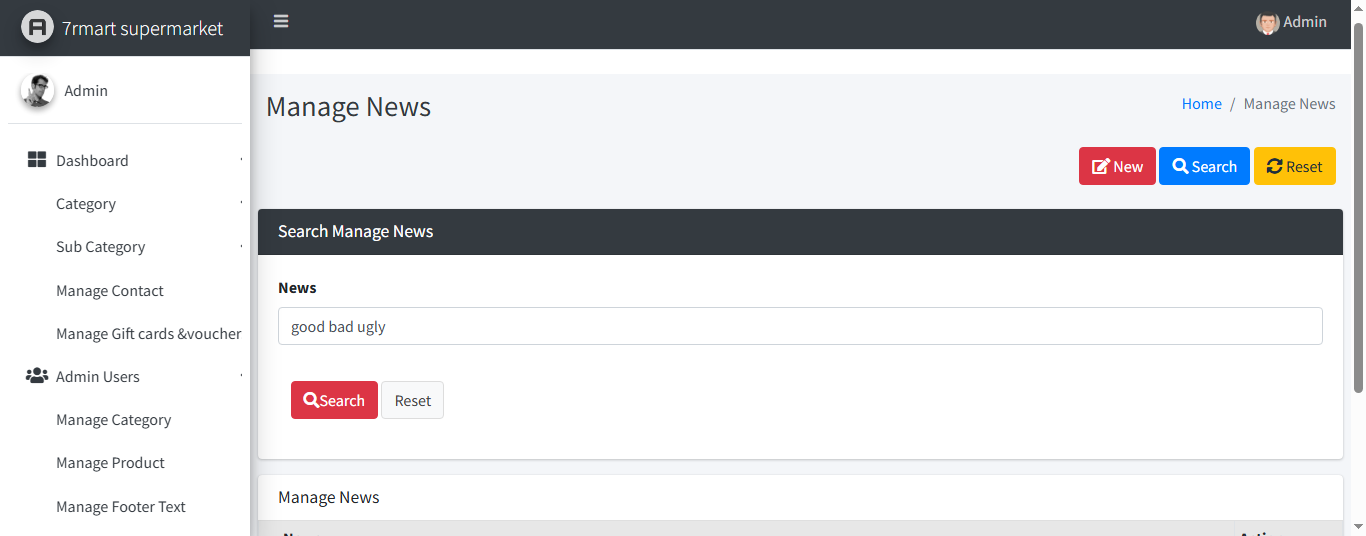 7rmart supermarket
Admin
Admin
Dashboard
Category
Sub Category
Manage Contact
Manage Gift cards &voucher
Admin Users
Manage Category
Manage Product
Manage Footer Text
Manage News
Home / Manage News
New Search Reset
Search Manage News
News
good bad ugly
Search Reset
Manage News